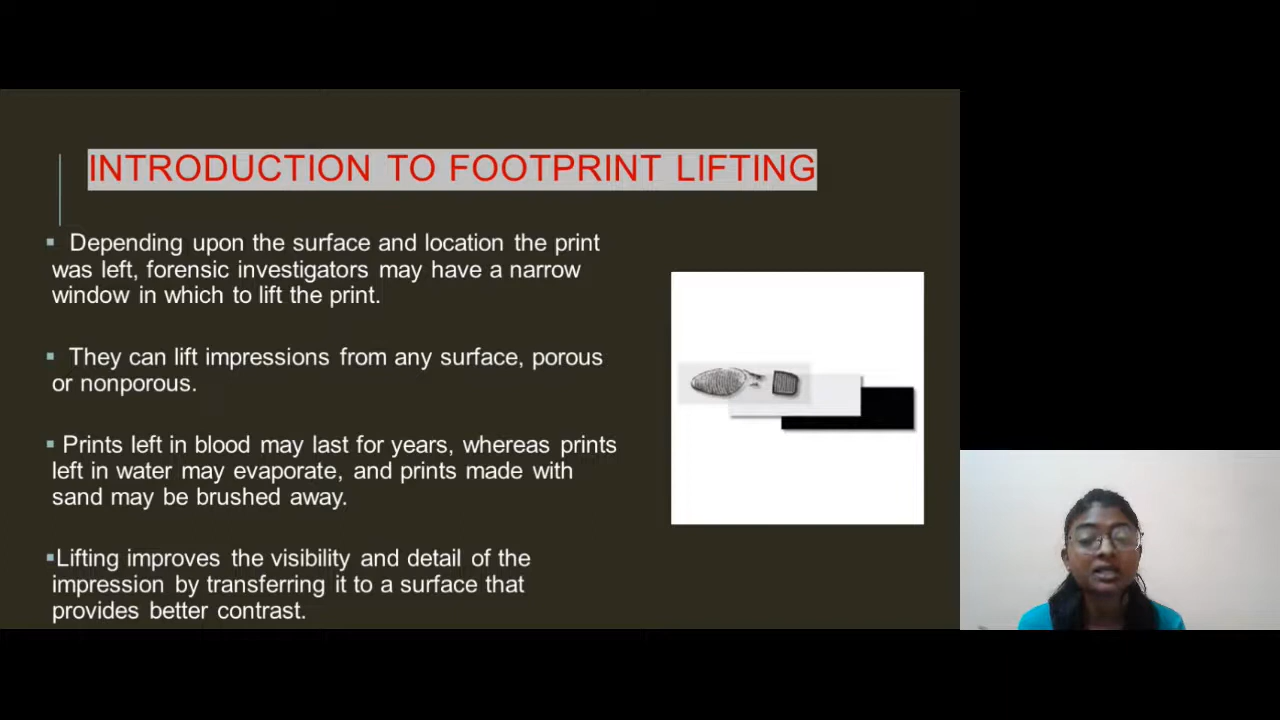 INTRODUCTION TO FOOTPRINT LIFTING
▪ Depending upon the surface and location the print
was left, forensic investigators may have a narrow
window in which to lift the print.
▪ They can lift impressions from any surface, porous
or nonporous.
▪ Prints left in blood may last for years, whereas prints
left in water may evaporate, and prints made with
sand may be brushed away.
▪Lifting improves the visibility and detail of the
impression by transferring it to a surface that
provides better contrast.